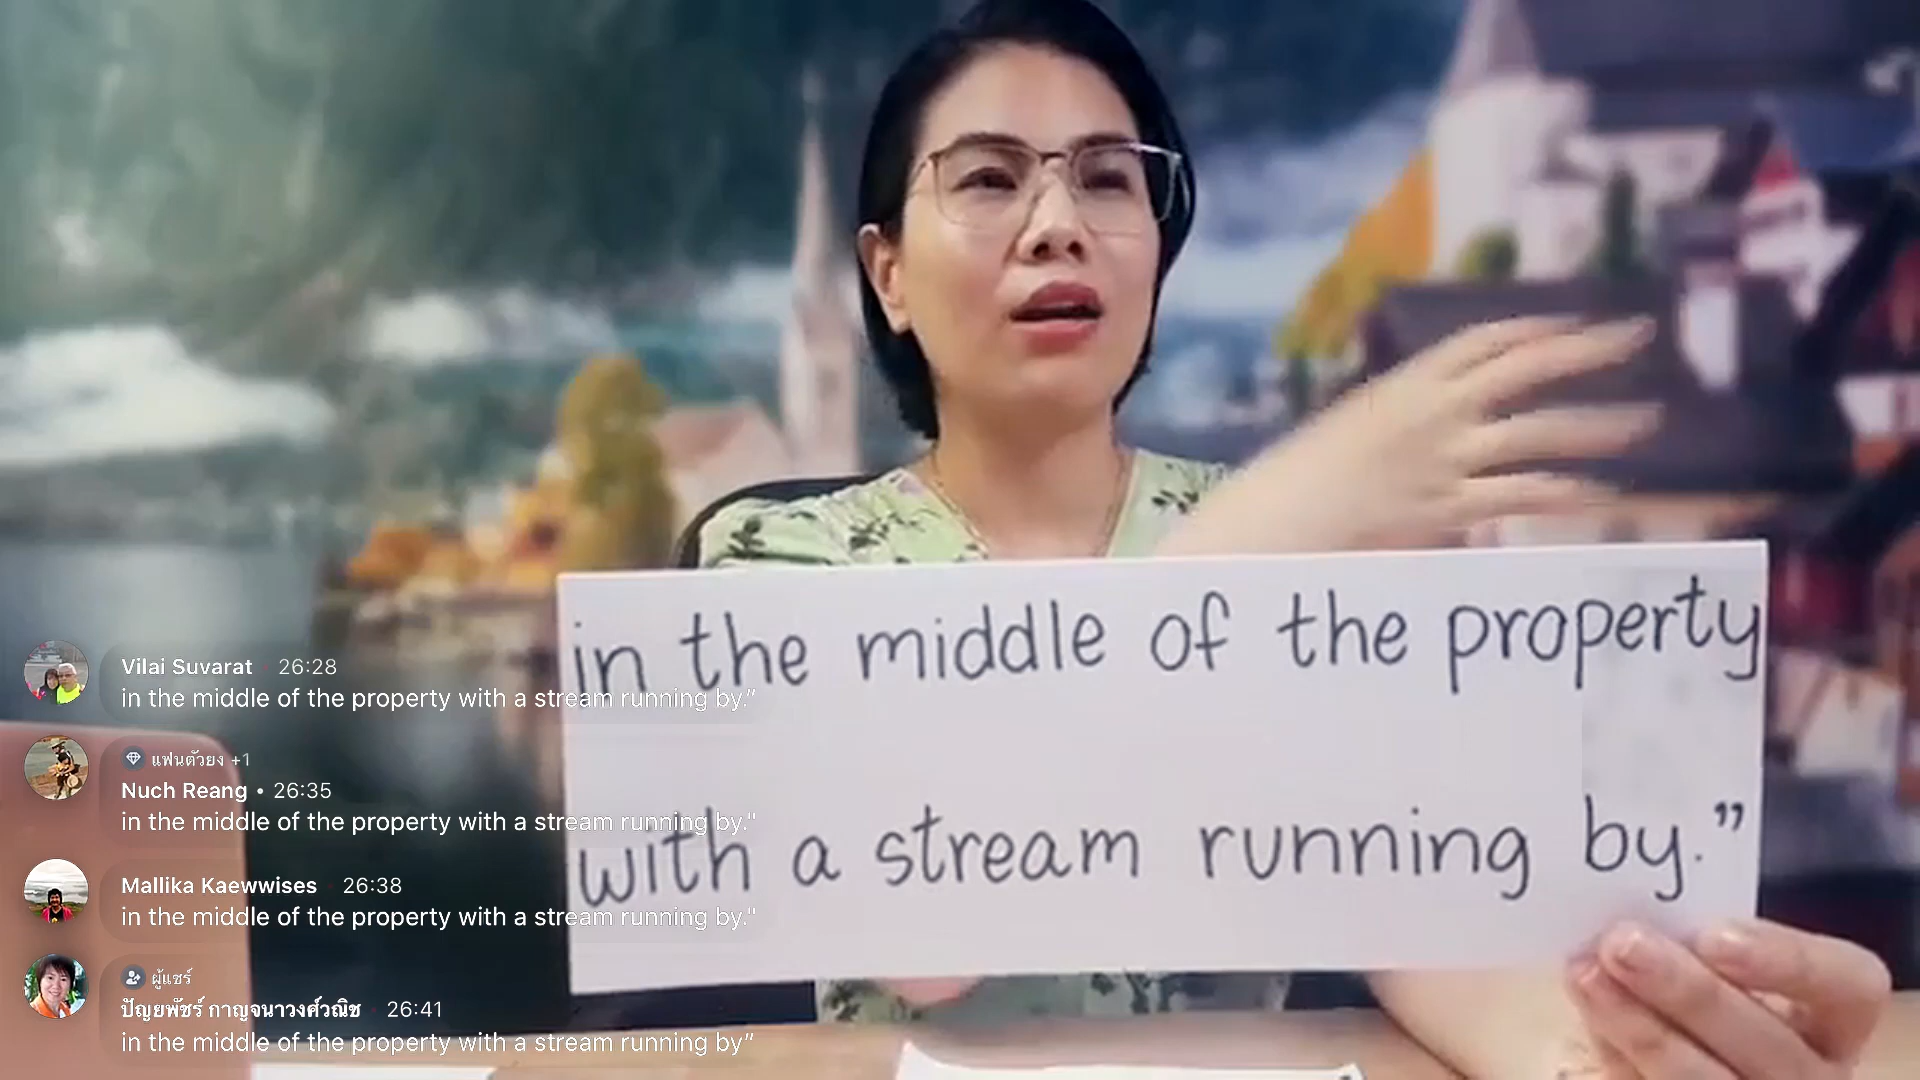 in the middle of the property
with a stream running by.”
Vilai Suvarat 26:28
in the middle of the property with a stream running by.”
แฟนตัวยง +1
Nuch Reang • 26:35
in the middle of the property with a stream running by."
Mallika Kaewwises 26:38
in the middle of the property with a stream running by."
ผู้แชร์
ปัญยพัชร์ กาญจนาวงศ์วณิช 26:41
in the middle of the property with a stream running by”